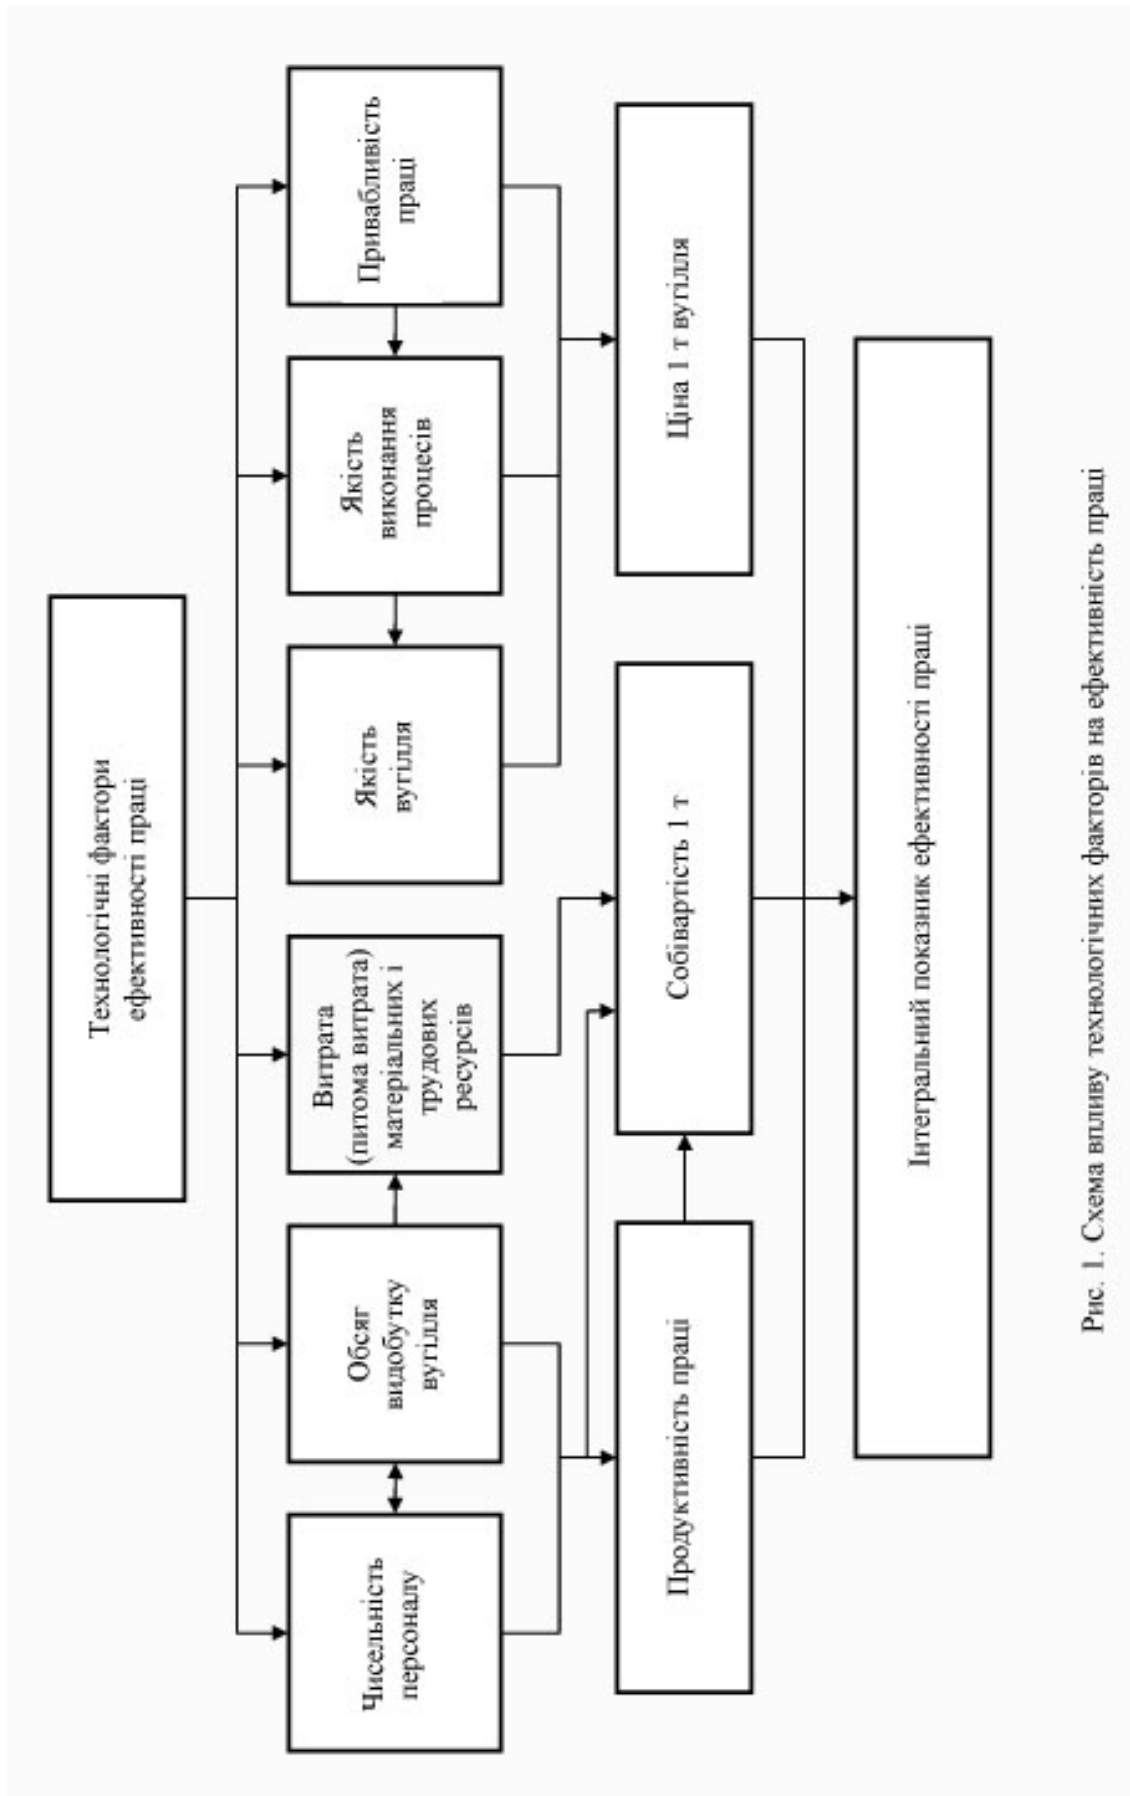 Технологічні фактори
ефективності праці
Чисельність
персоналу
Обсяг
видобутку
вугілля
Витрата
(питома витрата)
матеріальних і
трудових
ресурсів
Якість
вугілля
Якість
виконання
процесів
Привабливість
праці
Продуктивність праці
Собівартість 1 т
Ціна 1 т вугілля
Інтегральний показник ефективності праці
Рис. 1. Схема впливу технологічних факторів на ефективність праці